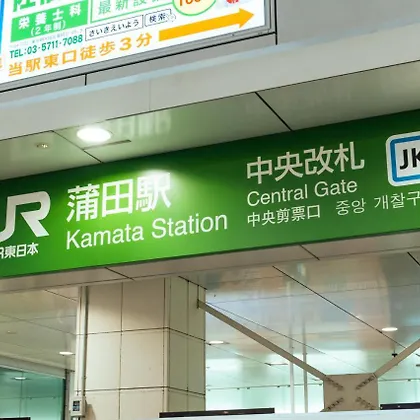 栄養士科
(2年制)
最新設
TEL:03-5711-7088
さいきえいよう 検索
当駅東口徒歩3分
JR
JR東日本
蒲田駅
Kamata Station
中央改札
Central Gate
中央剪票口 중앙 개찰구
JK